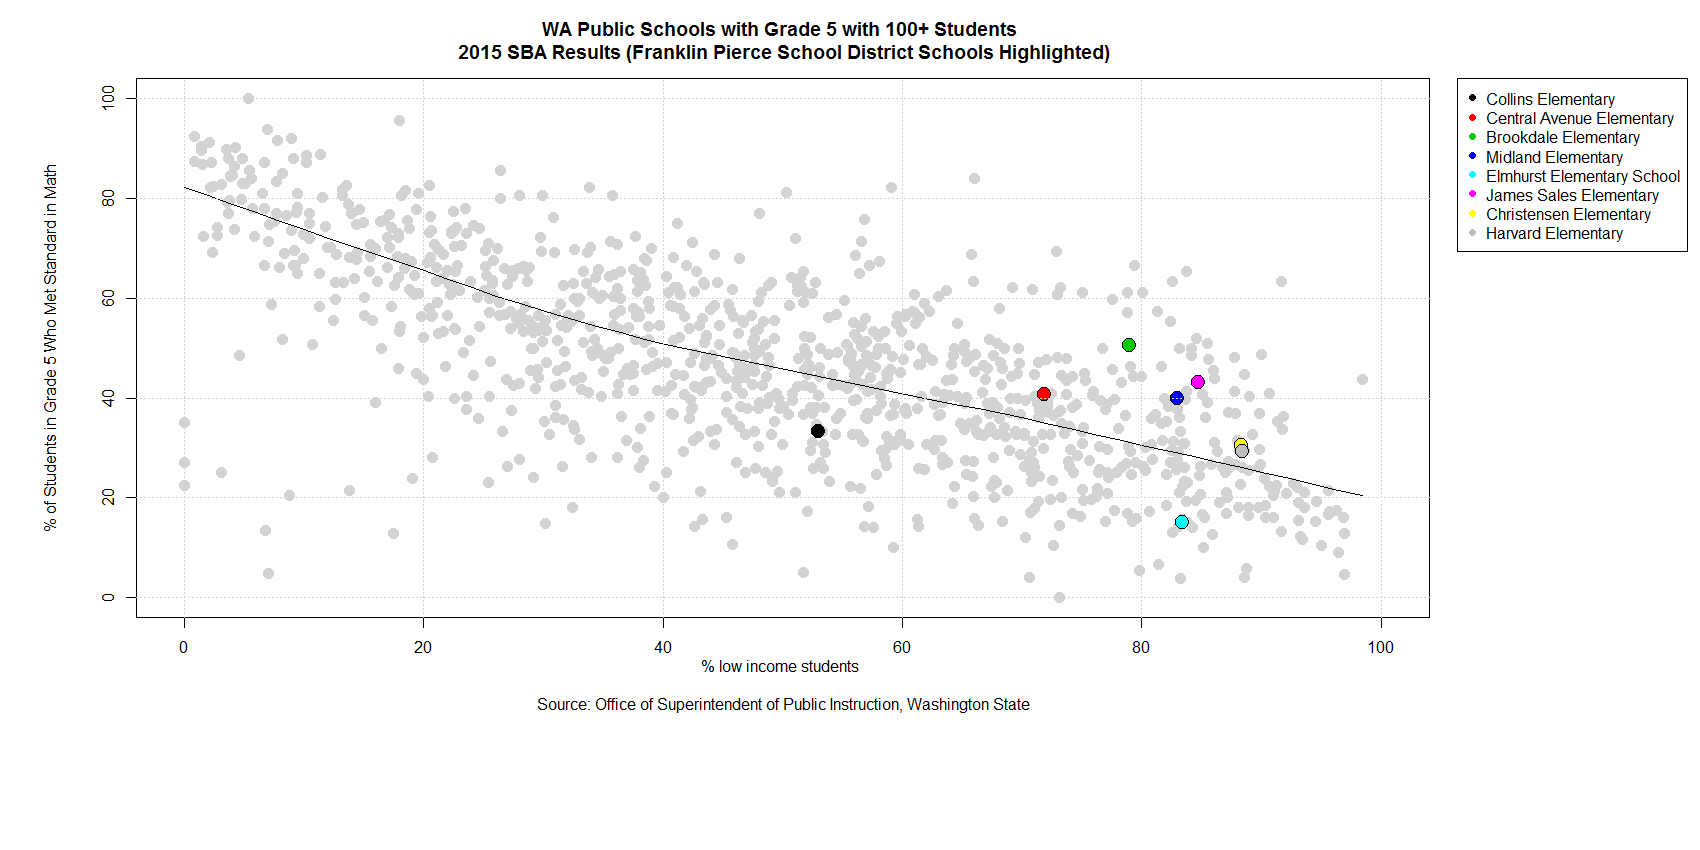 WA Public Schools with Grade 5 with 100+ Students
2015 SBA Results (Franklin Pierce School District Schools Highlighted)
% of Students in Grade 5 Who Met Standard in Math
100
80
60
40
20
0
0 20 40 60 80 100
% low income students
Source: Office of Superintendent of Public Instruction, Washington State
Collins Elementary
Central Avenue Elementary
Brookdale Elementary
Midland Elementary
Elmhurst Elementary School
James Sales Elementary
Christensen Elementary
Harvard Elementary